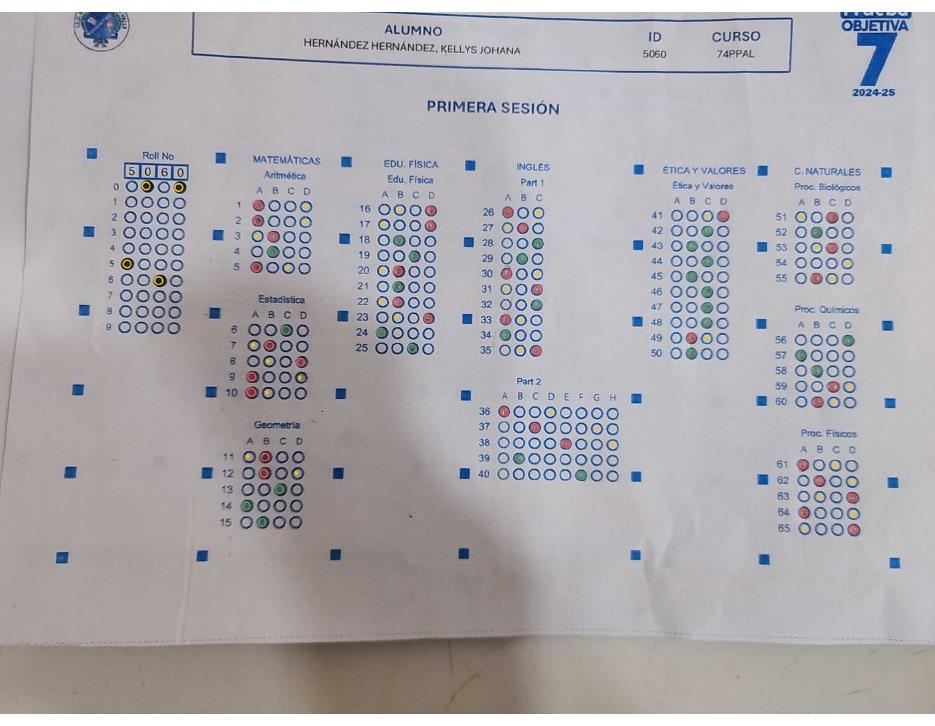 ALUMNO
HERNÁNDEZ HERNÁNDEZ, KELLYS JOHANA
ID
5060
CURSO
74PPAL
Prueba
OBJETIVA
7
2024-2S
PRIMERA SESIÓN
Roll No
5 0 6 0
0
1
2
3
4
5
6
7
8
9
MATEMÁTICAS
Aritmética
A B C D
1
2
3
4
5
Estadística
A B C D
6
7
8
9
10
Geometría
A B C D
11
12
13
14
15
EDU. FÍSICA
Edu. Física
A B C D
16
17
18
19
20
21
22
23
24
25
INGLÉS
Part 1
A B C
26
27
28
29
30
31
32
33
34
35
Part 2
A B C D E F G H
36
37
38
39
40
ÉTICA Y VALORES
Ética y Valores
A B C D
41
42
43
44
45
46
47
48
49
50
C. NATURALES
Proc. Biológicos
A B C D
51
52
53
54
55
Proc. Químicos
A B C D
56
57
58
59
60
Proc. Físicos
A B C D
61
62
63
64
65